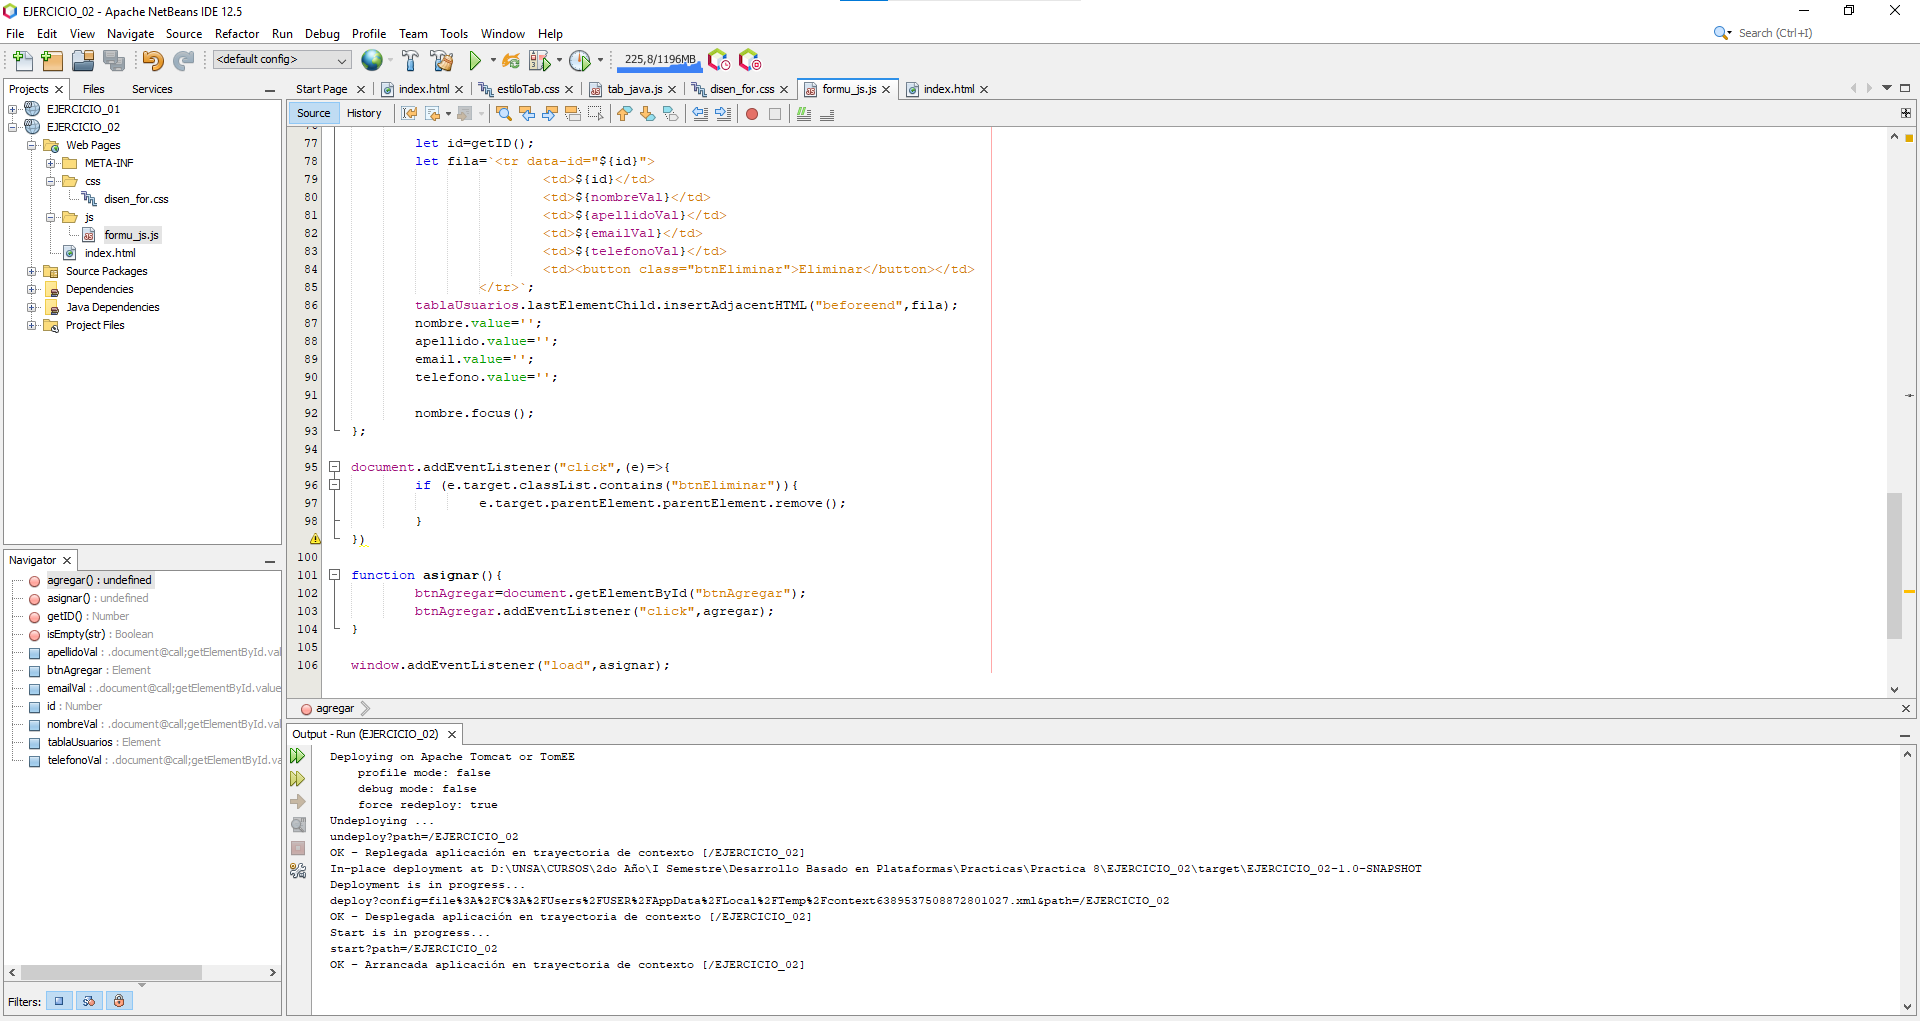 EJERCICIO_02 - Apache NetBeans IDE 12.5
File Edit View Navigate Source Refactor Run Debug Profile Team Tools Window Help
Search (Ctrl+I)
<default config>
225,8/1196MB
Projects Files Services
Start Page index.html estiloTab.css tab_java.js disen_for.css formu_js.js index.html
Source History
EJERCICIO_01
EJERCICIO_02
Web Pages
META-INF
css
disen_for.css
js
formu_js.js
index.html
Source Packages
Dependencies
Java Dependencies
Project Files
77 let id=getID();
78 let fila=`<tr data-id="${id}">
79 <td>${id}</td>
80 <td>${nombreVal}</td>
81 <td>${apellidoVal}</td>
82 <td>${emailVal}</td>
83 <td>${telefonoVal}</td>
84 <td><button class="btnEliminar">Eliminar</button></td>
85 </tr>`;
86 tablaUsuarios.lastElementChild.insertAdjacentHTML("beforeend",fila);
87 nombre.value='';
88 apellido.value='';
89 email.value='';
90 telefono.value='';
91
92 nombre.focus();
93 };
94
95 document.addEventListener("click",(e)=>{
96 if (e.target.classList.contains("btnEliminar")){
97 e.target.parentElement.parentElement.remove();
98 }
})
100
101 function asignar(){
102 btnAgregar=document.getElementById("btnAgregar");
103 btnAgregar.addEventListener("click",agregar);
104 }
105
106 window.addEventListener("load",asignar);
agregar
Navigator
agregar() : undefined
asignar() : undefined
getID() : Number
isEmpty(str) : Boolean
apellidoVal : .document@call;getElementById.val
btnAgregar : Element
emailVal : .document@call;getElementById.value
id : Number
nombreVal : .document@call;getElementById.val
tablaUsuarios : Element
telefonoVal : .document@call;getElementById.va
Filters:
Output - Run (EJERCICIO_02)
Deploying on Apache Tomcat or TomEE
profile mode: false
debug mode: false
force redeploy: true
Undeploying ...
undeploy?path=/EJERCICIO_02
OK - Replegada aplicación en trayectoria de contexto [/EJERCICIO_02]
In-place deployment at D:\UNSA\CURSOS\2do Año\I Semestre\Desarrollo Basado en Plataformas\Practicas\Practica 8\EJERCICIO_02\target\EJERCICIO_02-1.0-SNAPSHOT
Deployment is in progress...
deploy?config=file%3A%2FC%3A%2FUsers%2FUSER%2FAppData%2FLocal%2FTemp%2Fcontext6389537508872801027.xml&path=/EJERCICIO_02
OK - Desplegada aplicación en trayectoria de contexto [/EJERCICIO_02]
Start is in progress...
start?path=/EJERCICIO_02
OK - Arrancada aplicación en trayectoria de contexto [/EJERCICIO_02]